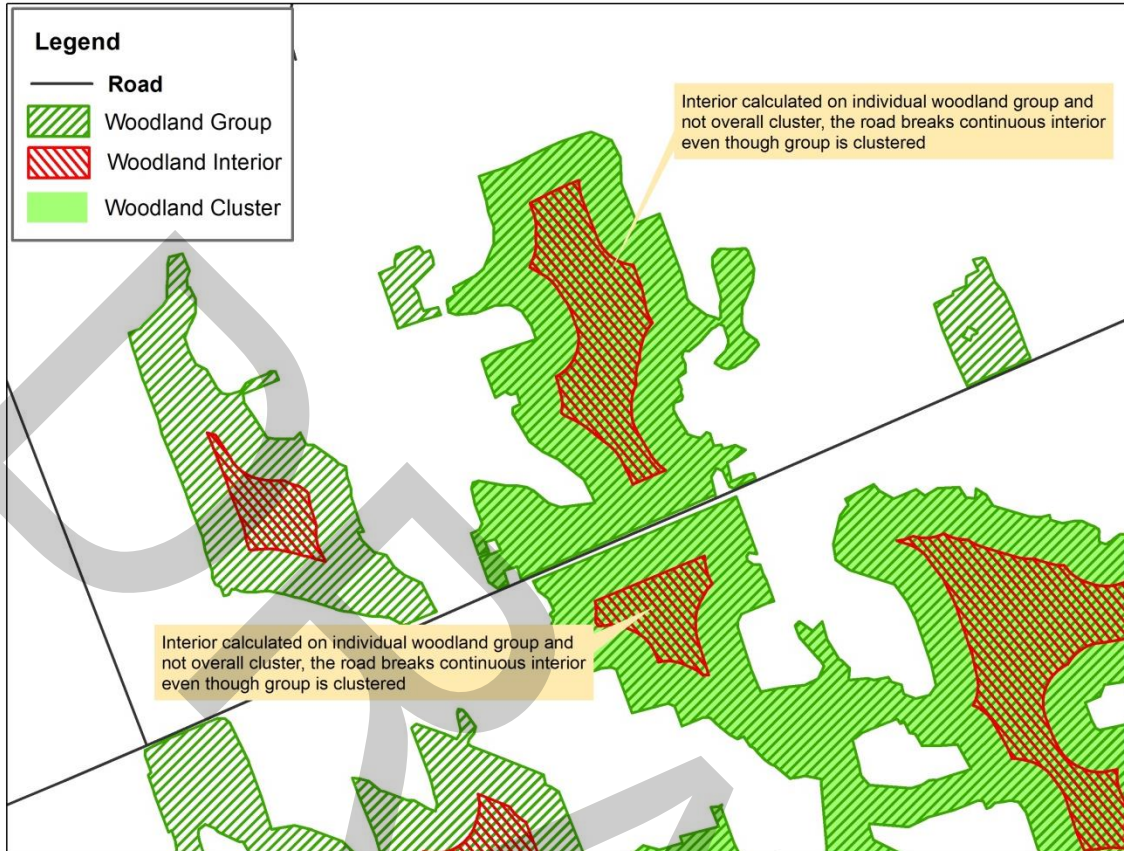 Legend
Road
Woodland Group
Woodland Interior
Woodland Cluster
Interior calculated on individual woodland group and
not overall cluster, the road breaks continuous interior
even though group is clustered
Interior calculated on individual woodland group and
not overall cluster, the road breaks continuous interior
even though group is clustered